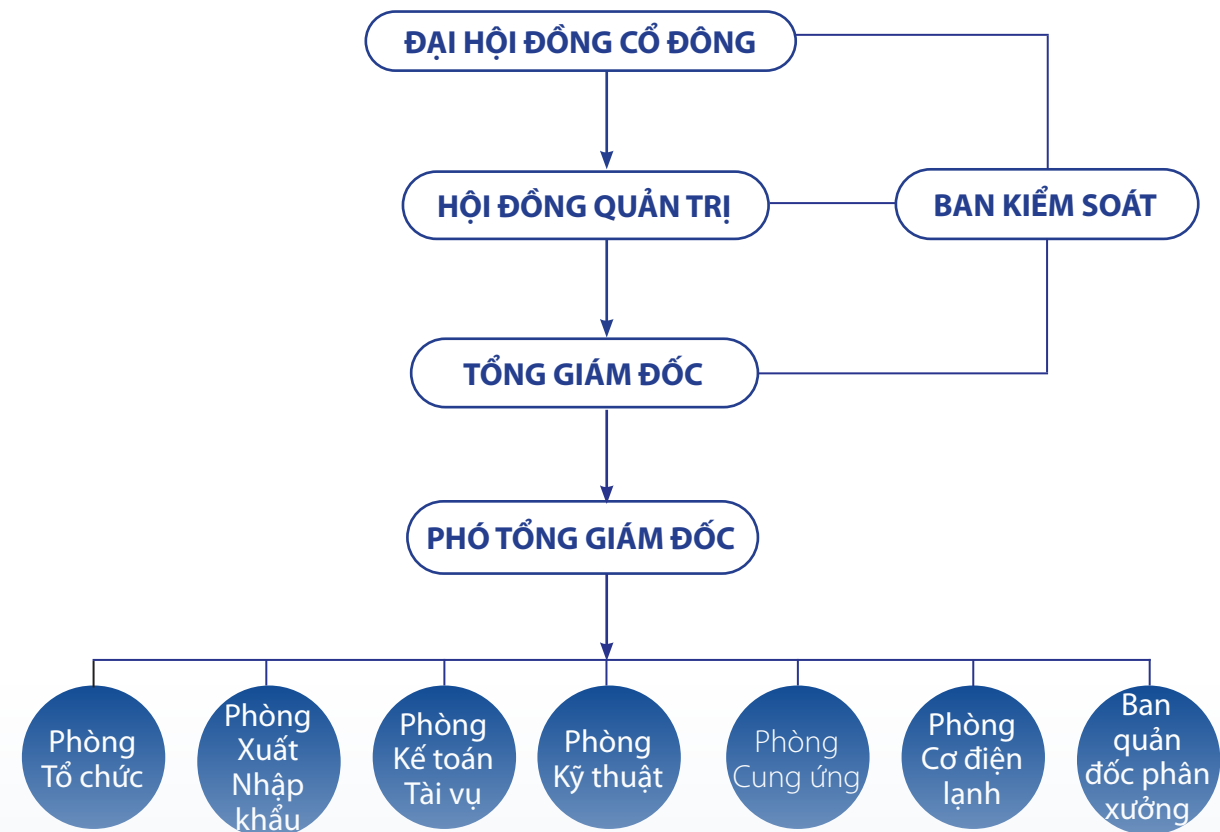 ĐẠI HỘI ĐỒNG CỔ ĐÔNG
HỘI ĐỒNG QUẢN TRỊ
BAN KIỂM SOÁT
TỔNG GIÁM ĐỐC
PHÓ TỔNG GIÁM ĐỐC
Phòng
Tổ chức
Phòng
Xuất
Nhập
khẩu
Phòng
Kế toán
Tài vụ
Phòng
Kỹ thuật
Phòng
Cung ứng
Phòng
Cơ điện
lạnh
Ban
quản
đốc phân
xưởng